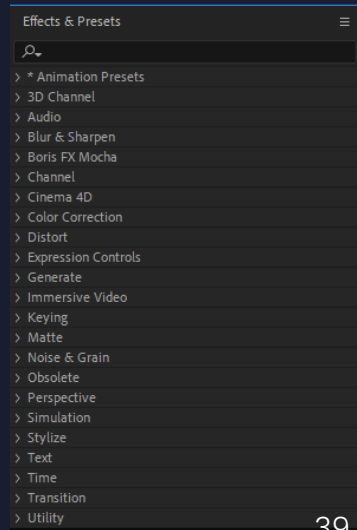 Effects & Presets
* Animation Presets
3D Channel
Audio
Blur & Sharpen
Boris FX Mocha
Channel
Cinema 4D
Color Correction
Distort
Expression Controls
Generate
Immersive Video
Keying
Matte
Noise & Grain
Obsolete
Perspective
Simulation
Stylize
Text
Time
Transition
Utility
39